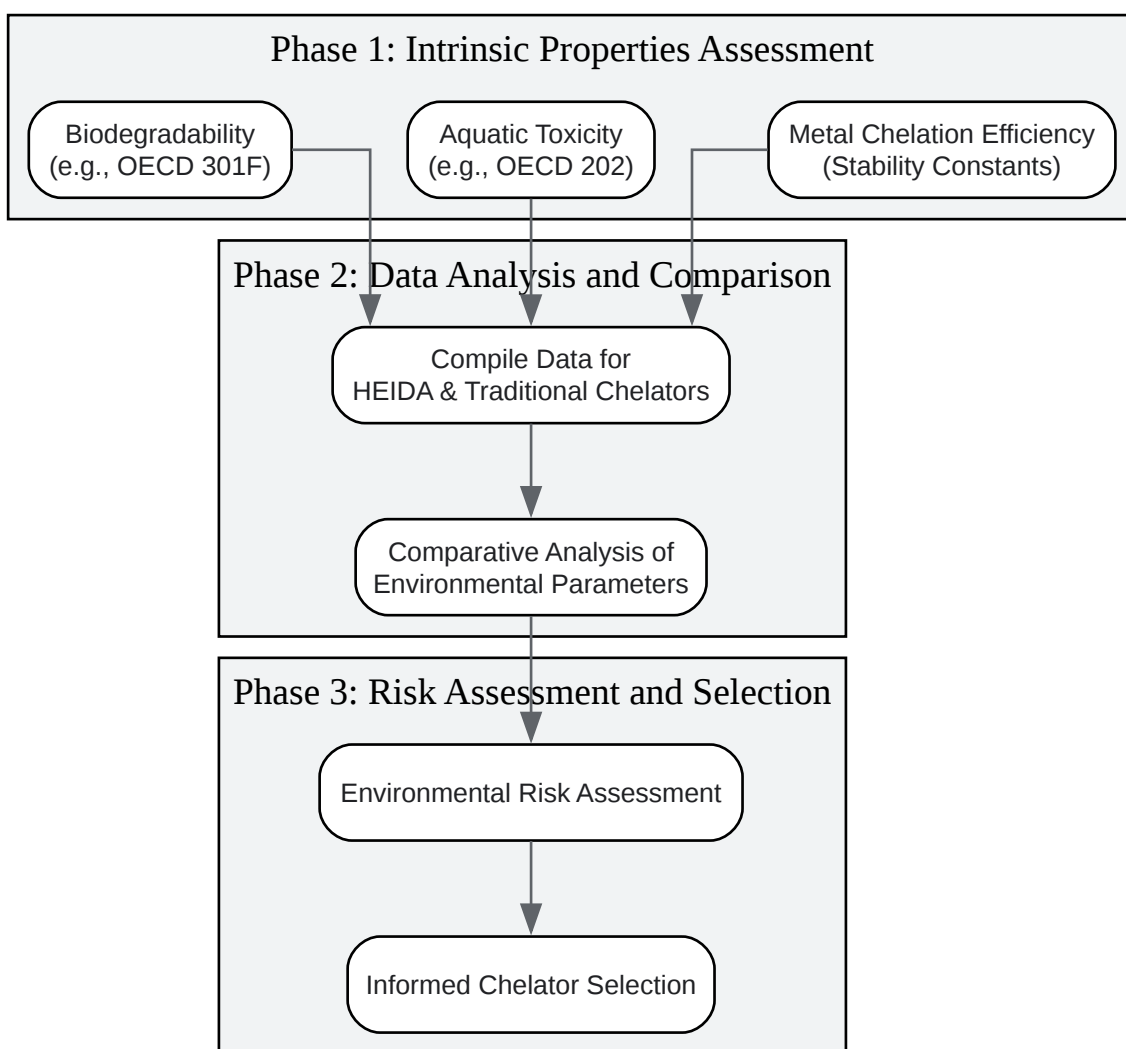 Phase 1: Intrinsic Properties Assessment
Biodegradability
(e.g., OECD 301F)
Aquatic Toxicity
(e.g., OECD 202)
Metal Chelation Efficiency
(Stability Constants)
Phase 2: Data Analysis and Comparison
Compile Data for
HEIDA & Traditional Chelators
Comparative Analysis of
Environmental Parameters
Phase 3: Risk Assessment and Selection
Environmental Risk Assessment
Informed Chelator Selection